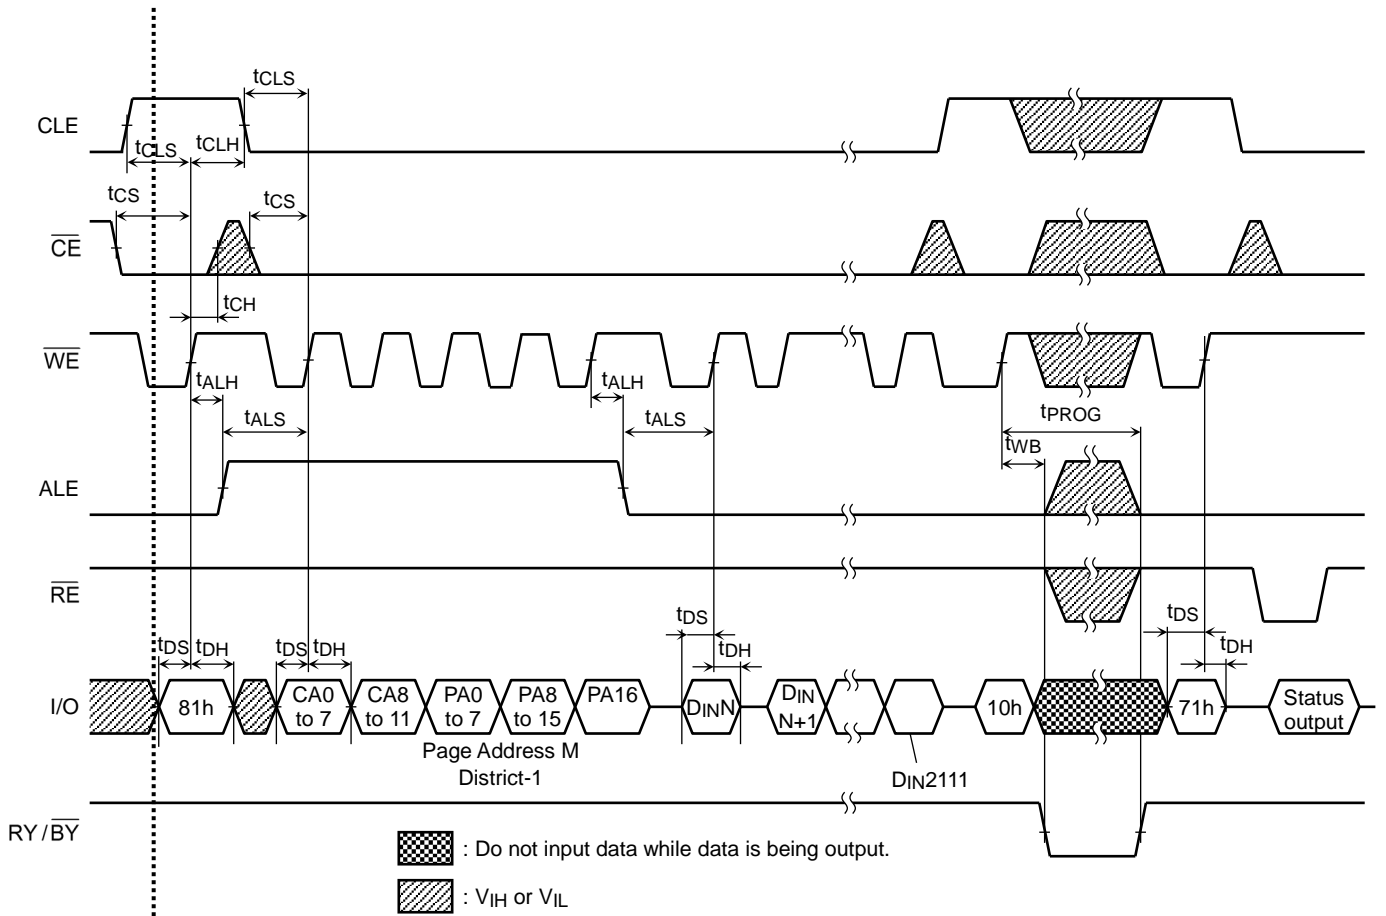 tCLS
CLE
tCLS
tCLH
tCS
tCS
CE
tCH
WE
tALH
tALH
tALS
tALS
tPROG
tWB
ALE
RE
tDS
tDH
tDS
tDH
tDS
tDH
tDS
tDH
I/O
81h
CA0
to 7
CA8
to 11
PA0
to 7
PA8
to 15
PA16
DINN
DIN
N+1
10h
71h
Status
output
Page Address M
District-1
DIN2111
RY/BY
: Do not input data while data is being output.
: VIH or VIL